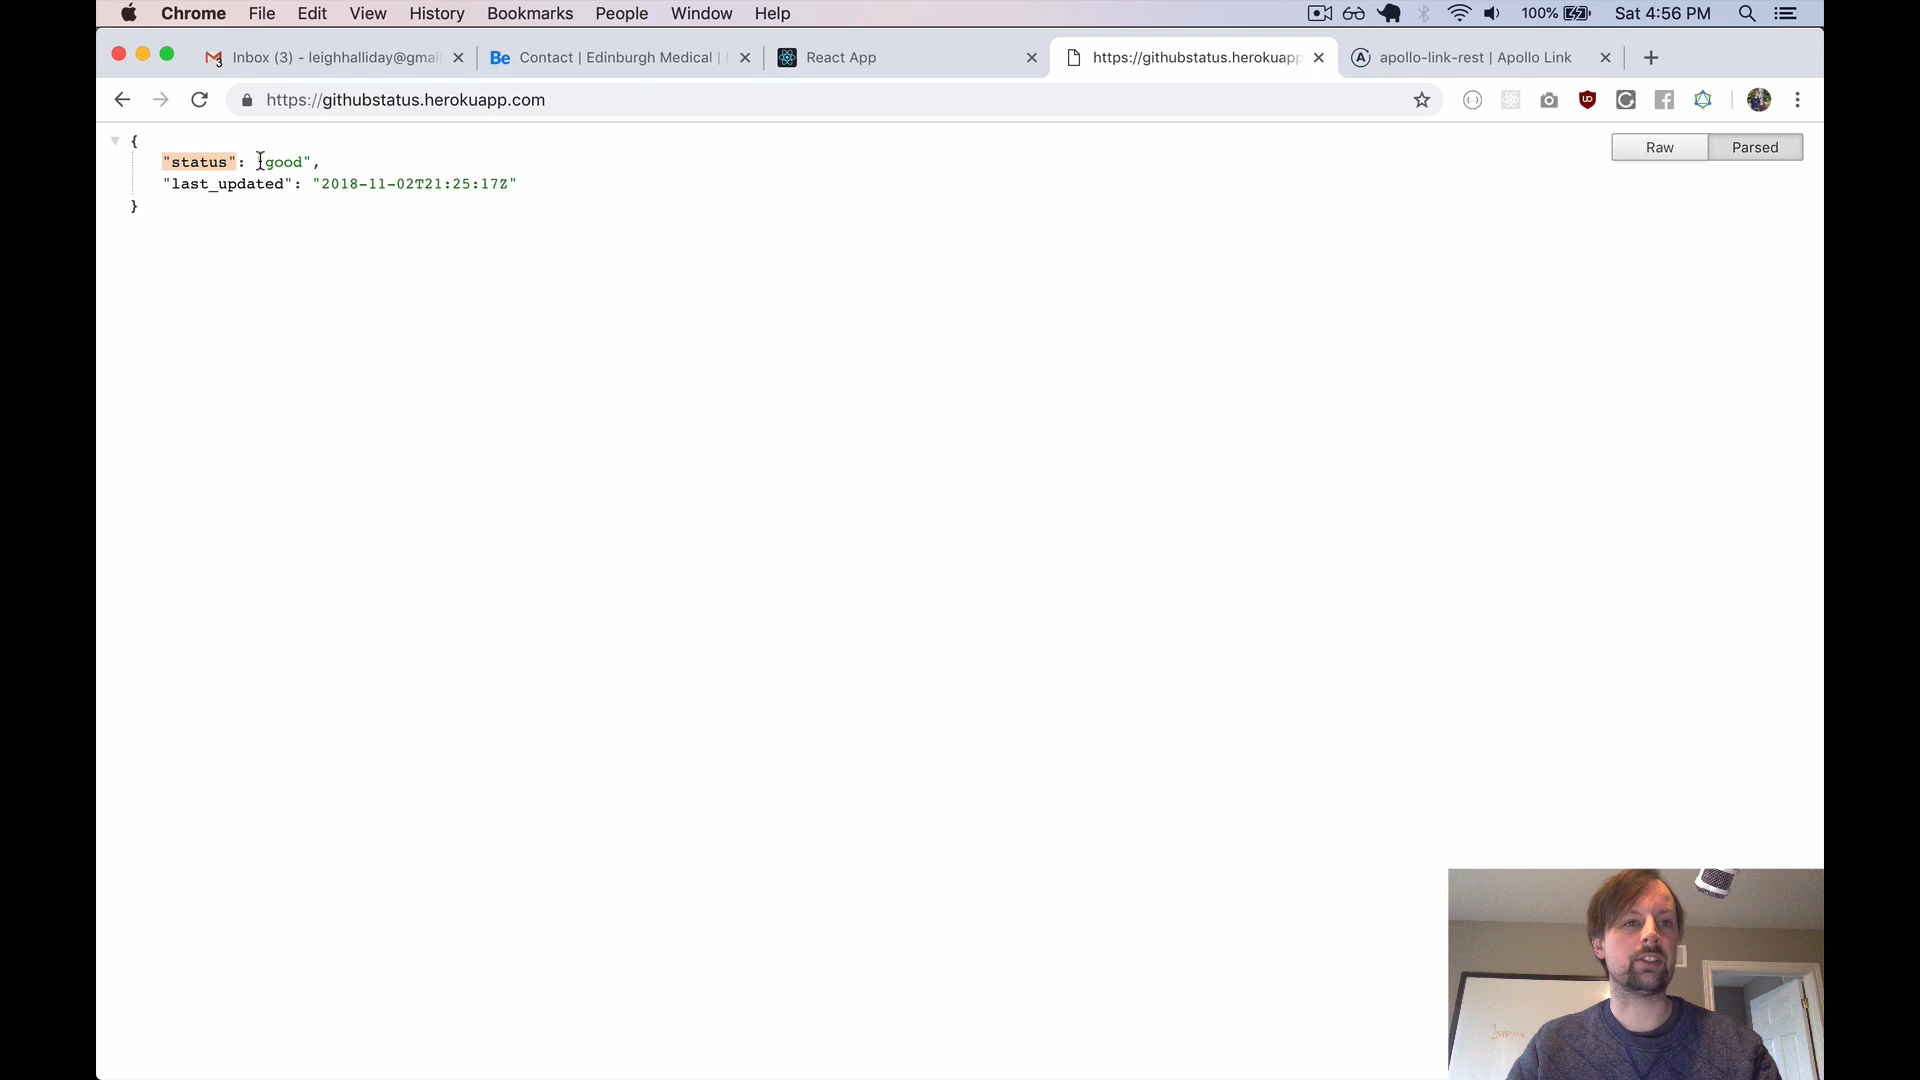 Chrome File Edit View History Bookmarks People Window Help 100% Sat 4:56 PM
Inbox (3) - leighhalliday@gmai Be Contact | Edinburgh Medical | React App https://githubstatus.herokuapp apollo-link-rest | Apollo Link
https://githubstatus.herokuapp.com
Raw Parsed
{
"status": "good",
"last_updated": "2018-11-02T21:25:17Z"
}